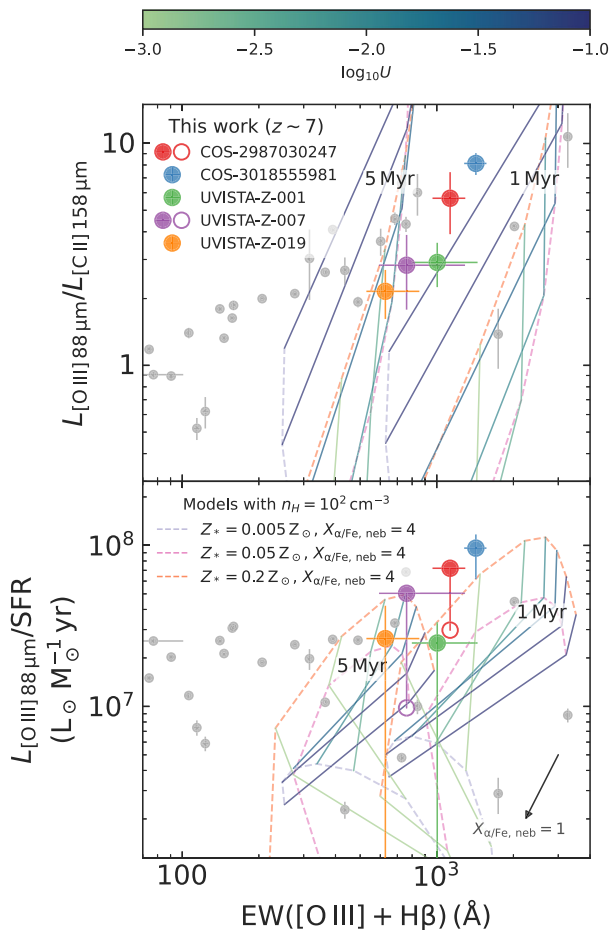 −3.0 −2.5 −2.0 −1.5 −1.0
log₁₀U
This work (z ∼ 7)
COS-2987030247
COS-3018555981
UVISTA-Z-001
UVISTA-Z-007
UVISTA-Z-019
5 Myr
1 Myr
10
1
L[O III] 88 μm/L[C II] 158 μm
Models with nH = 10² cm⁻³
Z* = 0.005 Z⊙, Xα/Fe, neb = 4
Z* = 0.05 Z⊙, Xα/Fe, neb = 4
Z* = 0.2 Z⊙, Xα/Fe, neb = 4
1 Myr
5 Myr
Xα/Fe, neb = 1
10⁸
10⁷
L[O III] 88 μm/SFR
(L⊙ M⊙⁻¹ yr)
100 10³
EW([O III] + Hβ) (Å)